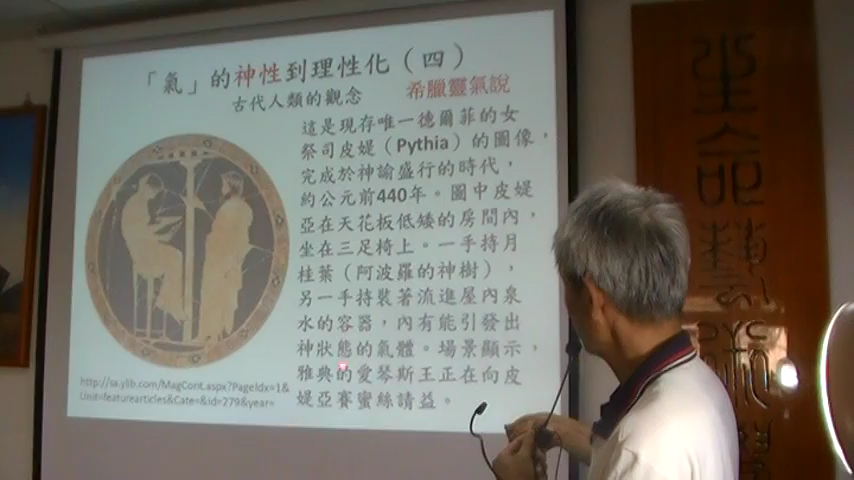 「氣」的神性到理性化（四）
古代人類的觀念
希臘靈氣說
這是現存唯一德爾菲的女
祭司皮媞（Pythia）的圖像，
完成於神諭盛行的時代，
約公元前440年。圖中皮媞
亞在天花板低矮的房間內，
坐在三足椅上。一手持月
桂葉（阿波羅的神樹），
另一手持裝著流進屋內泉
水的容器，內有能引發出
神狀態的氣體。場景顯示，
雅典的愛琴斯王正在向皮
媞亞賽蜜絲請益。
http://sa.ylib.com/MagCont.aspx?PageIdx=1&
Unit=featurearticles&Cate=&id=279&year=
生命藝術